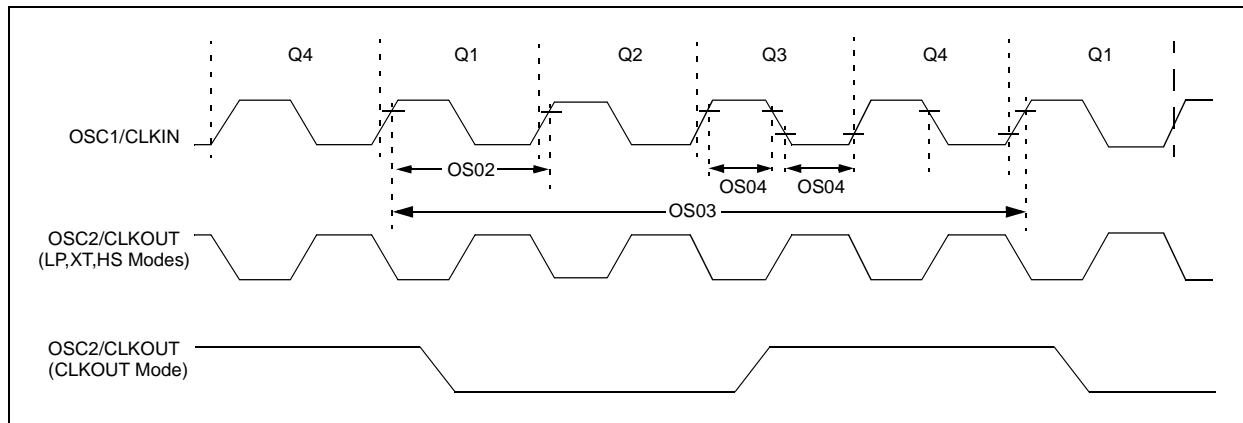 Q4 Q1 Q2 Q3 Q4 Q1
OSC1/CLKIN
OS02
OS04 OS04
OS03
OSC2/CLKOUT
(LP,XT,HS Modes)
OSC2/CLKOUT
(CLKOUT Mode)